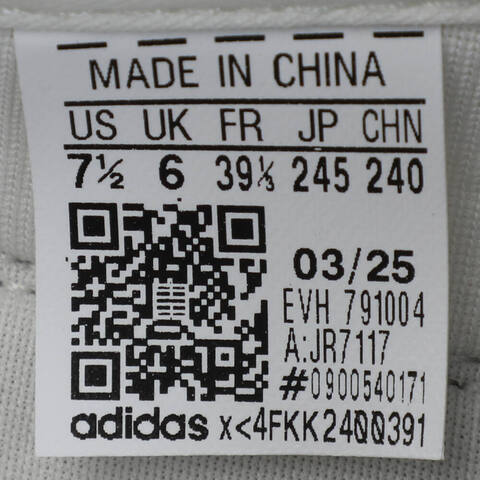 MADE IN CHINA
US UK FR JP CHN
7½ 6 39⅓ 245 240
03/25
EVH 791004
A:JR7117
#0900540171
adidas x<4FKK2400391